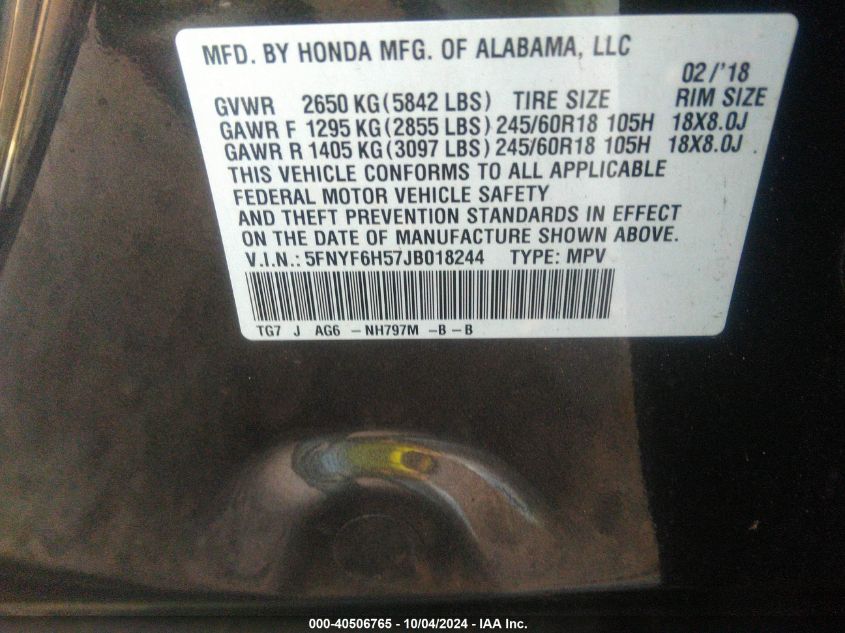 MFD. BY HONDA MFG. OF ALABAMA, LLC
02/'18
GVWR 2650 KG(5842 LBS) TIRE SIZE RIM SIZE
GAWR F 1295 KG(2855 LBS) 245/60R18 105H 18X8.0J
GAWR R 1405 KG(3097 LBS) 245/60R18 105H 18X8.0J
THIS VEHICLE CONFORMS TO ALL APPLICABLE
FEDERAL MOTOR VEHICLE SAFETY
AND THEFT PREVENTION STANDARDS IN EFFECT
ON THE DATE OF MANUFACTURE SHOWN ABOVE.
V.I.N.: 5FNYF6H57JB018244 TYPE: MPV
TG7 J AG6 -NH797M -B-B
000-40506765 - 10/04/2024 - IAA Inc.